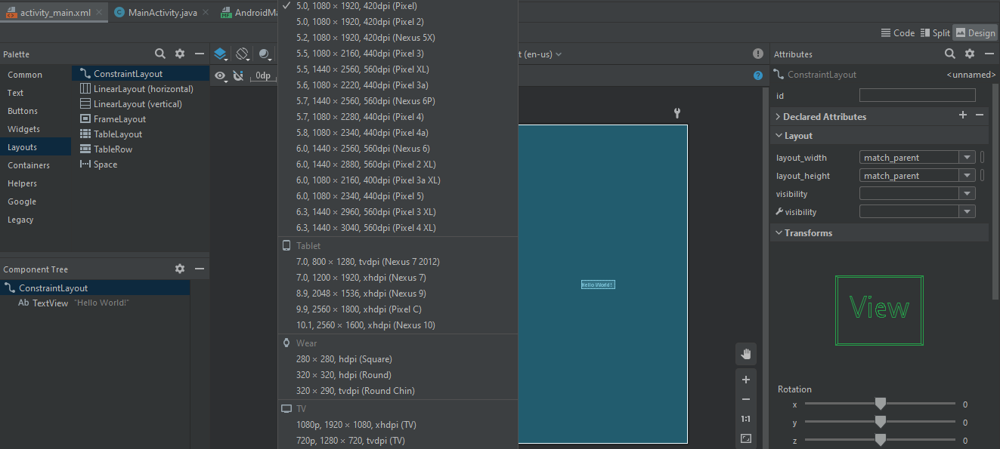 activity_main.xml
MainActivity.java
AndroidMa
Code
Split
Design
Palette
Common
Text
Buttons
Widgets
Layouts
Containers
Helpers
Google
Legacy
ConstraintLayout
LinearLayout (horizontal)
LinearLayout (vertical)
FrameLayout
TableLayout
TableRow
Space
Component Tree
ConstraintLayout
Ab TextView "Hello World!"
0dp
5.0, 1080 × 1920, 420dpi (Pixel)
5.0, 1080 × 1920, 420dpi (Pixel 2)
5.2, 1080 × 1920, 420dpi (Nexus 5X)
5.5, 1080 × 2160, 440dpi (Pixel 3)
5.5, 1440 × 2560, 560dpi (Pixel XL)
5.6, 1080 × 2220, 440dpi (Pixel 3a)
5.7, 1440 × 2560, 560dpi (Nexus 6P)
5.7, 1080 × 2280, 440dpi (Pixel 4)
5.8, 1080 × 2340, 440dpi (Pixel 4a)
6.0, 1440 × 2560, 560dpi (Nexus 6)
6.0, 1440 × 2880, 560dpi (Pixel 2 XL)
6.0, 1080 × 2160, 400dpi (Pixel 3a XL)
6.0, 1080 × 2340, 440dpi (Pixel 5)
6.3, 1440 × 2960, 560dpi (Pixel 3 XL)
6.3, 1440 × 3040, 560dpi (Pixel 4 XL)
Tablet
7.0, 800 × 1280, tvdpi (Nexus 7 2012)
7.0, 1200 × 1920, xhdpi (Nexus 7)
8.9, 2048 × 1536, xhdpi (Nexus 9)
9.9, 2560 × 1800, xhdpi (Pixel C)
10.1, 2560 × 1600, xhdpi (Nexus 10)
Wear
280 × 280, hdpi (Square)
320 × 320, hdpi (Round)
320 × 290, tvdpi (Round Chin)
TV
1080p, 1920 × 1080, xhdpi (TV)
720p, 1280 × 720, tvdpi (TV)
t (en-us)
Hello World!
1:1
Attributes
ConstraintLayout
<unnamed>
id
Declared Attributes
Layout
layout_width
match_parent
layout_height
match_parent
visibility
visibility
Transforms
View
Rotation
x 0
y 0
z 0